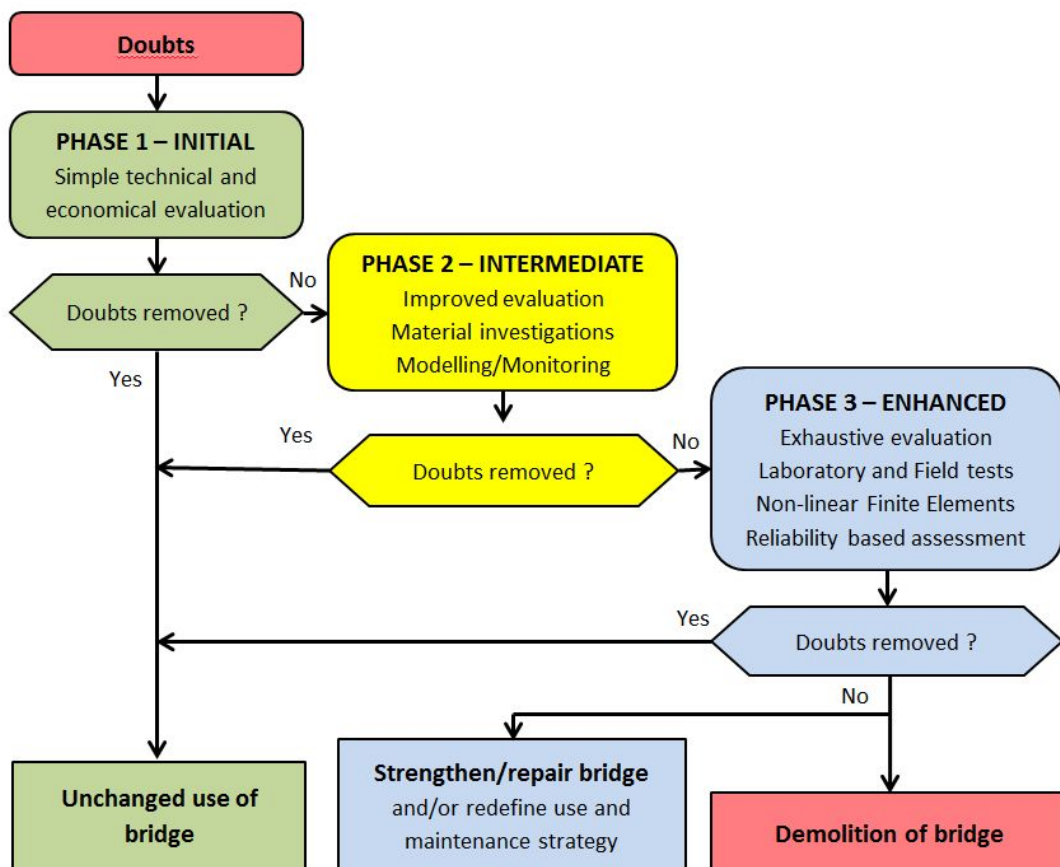 Doubts
PHASE 1 – INITIAL
Simple technical and
economical evaluation
Doubts removed ?
No
Yes
PHASE 2 – INTERMEDIATE
Improved evaluation
Material investigations
Modelling/Monitoring
Yes
Doubts removed ?
No
PHASE 3 – ENHANCED
Exhaustive evaluation
Laboratory and Field tests
Non-linear Finite Elements
Reliability based assessment
Yes
Doubts removed ?
No
Unchanged use of
bridge
Strengthen/repair bridge
and/or redefine use and
maintenance strategy
Demolition of bridge